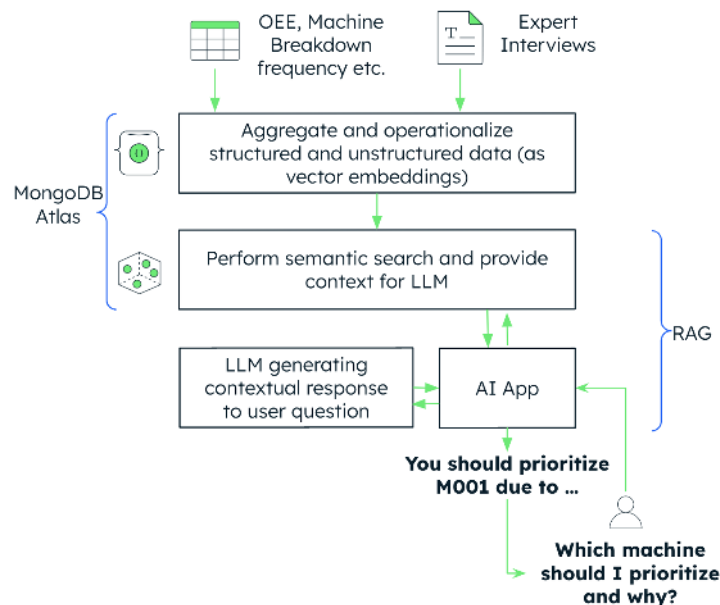 OEE, Machine
Breakdown
frequency etc.
T
Expert
Interviews
Aggregate and operationalize
structured and unstructured data (as
vector embeddings)
{ }
MongoDB
Atlas
Perform semantic search and provide
context for LLM
RAG
LLM generating
contextual response
to user question
AI App
You should prioritize
M001 due to ...
Which machine
should I prioritize
and why?